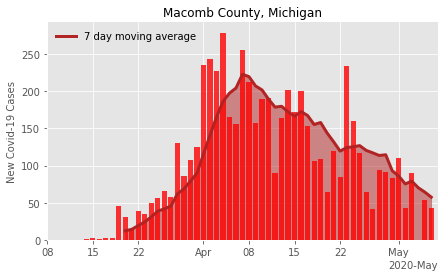 Macomb County, Michigan
7 day moving average
New Covid-19 Cases
250
200
150
100
50
0
08 15 22 Apr 08 15 22 May
2020-May